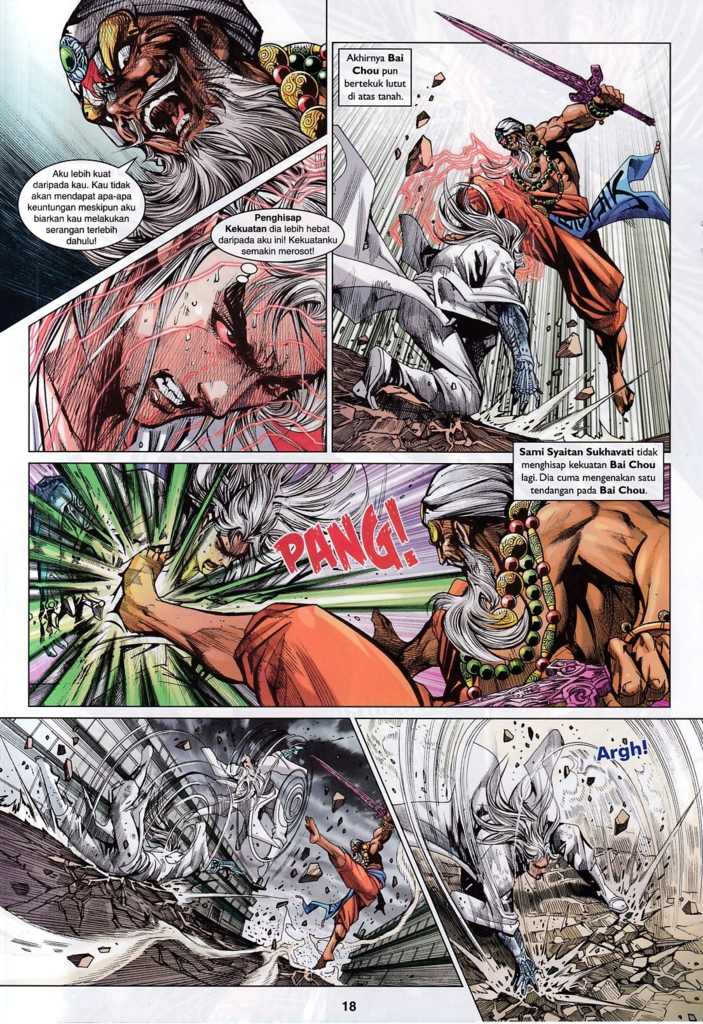 Aku lebih kuat
daripada kau. Kau tidak
akan mendapat apa-apa
keuntungan meskipun aku
biarkan kau melakukan
serangan terlebih
dahulu!
Penghisap
Kekuatan dia lebih hebat
daripada aku ini! Kekuatanku
semakin merosot!
Akhirnya Bai
Chou pun
bertekuk lutut
di atas tanah.
Sami Syaitan Sukhavati tidak
menghisap kekuatan Bai Chou
lagi. Dia cuma mengenakan satu
tendangan pada Bai Chou.
PANG!
Argh!
18